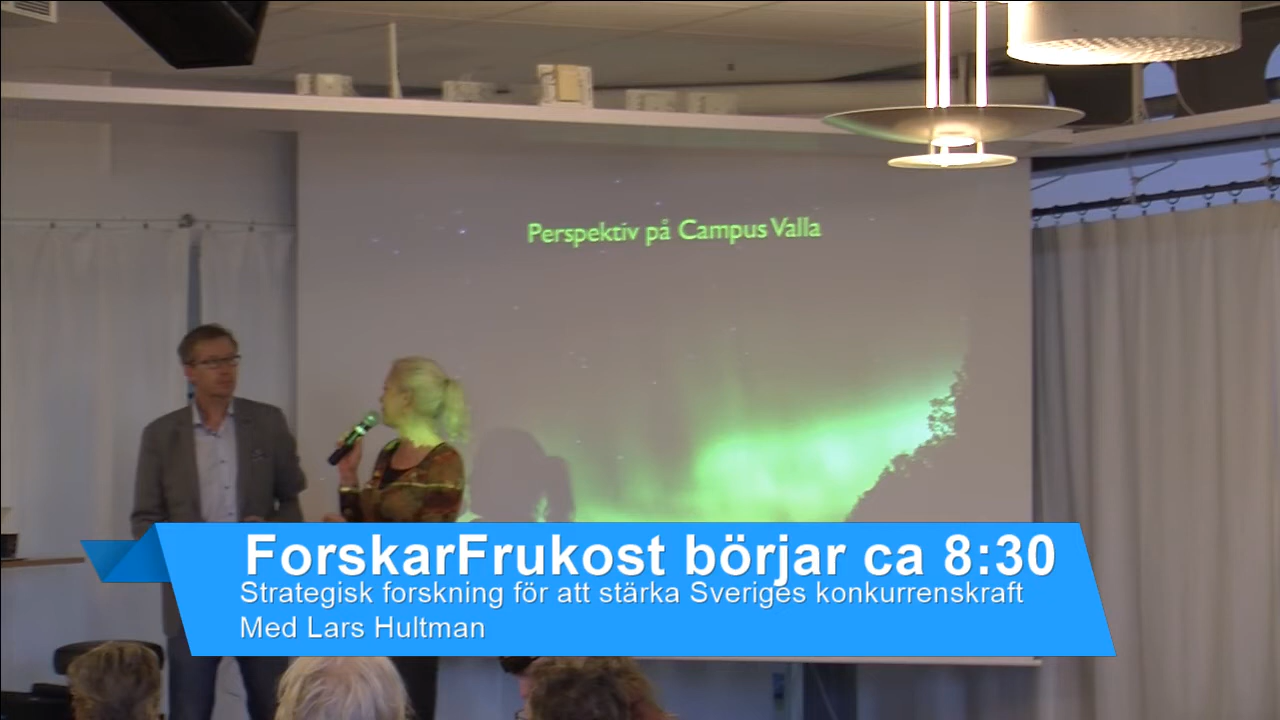 Perspektiv på Campus Valla
ForskarFrukost börjar ca 8:30
Strategisk forskning för att stärka Sveriges konkurrenskraft
Med Lars Hultman